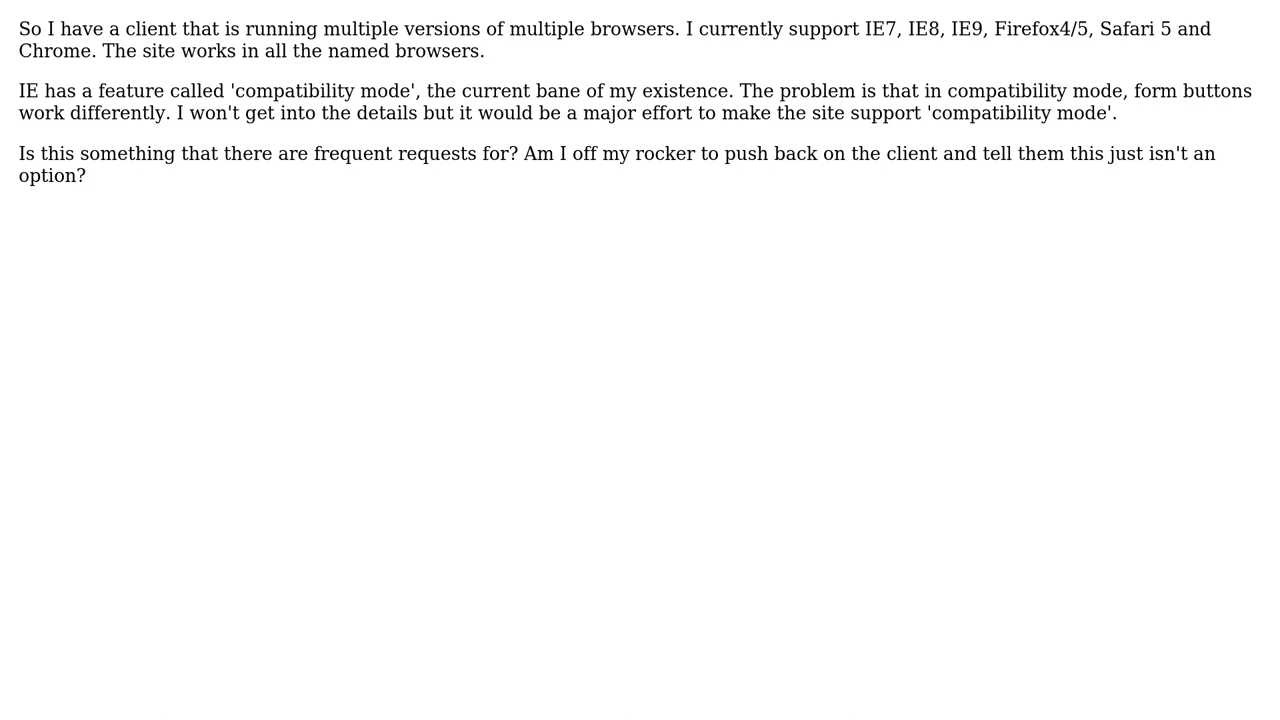 So I have a client that is running multiple versions of multiple browsers. I currently support IE7, IE8, IE9, Firefox4/5, Safari 5 and
Chrome. The site works in all the named browsers.
IE has a feature called 'compatibility mode', the current bane of my existence. The problem is that in compatibility mode, form buttons
work differently. I won't get into the details but it would be a major effort to make the site support 'compatibility mode'.
Is this something that there are frequent requests for? Am I off my rocker to push back on the client and tell them this just isn't an
option?